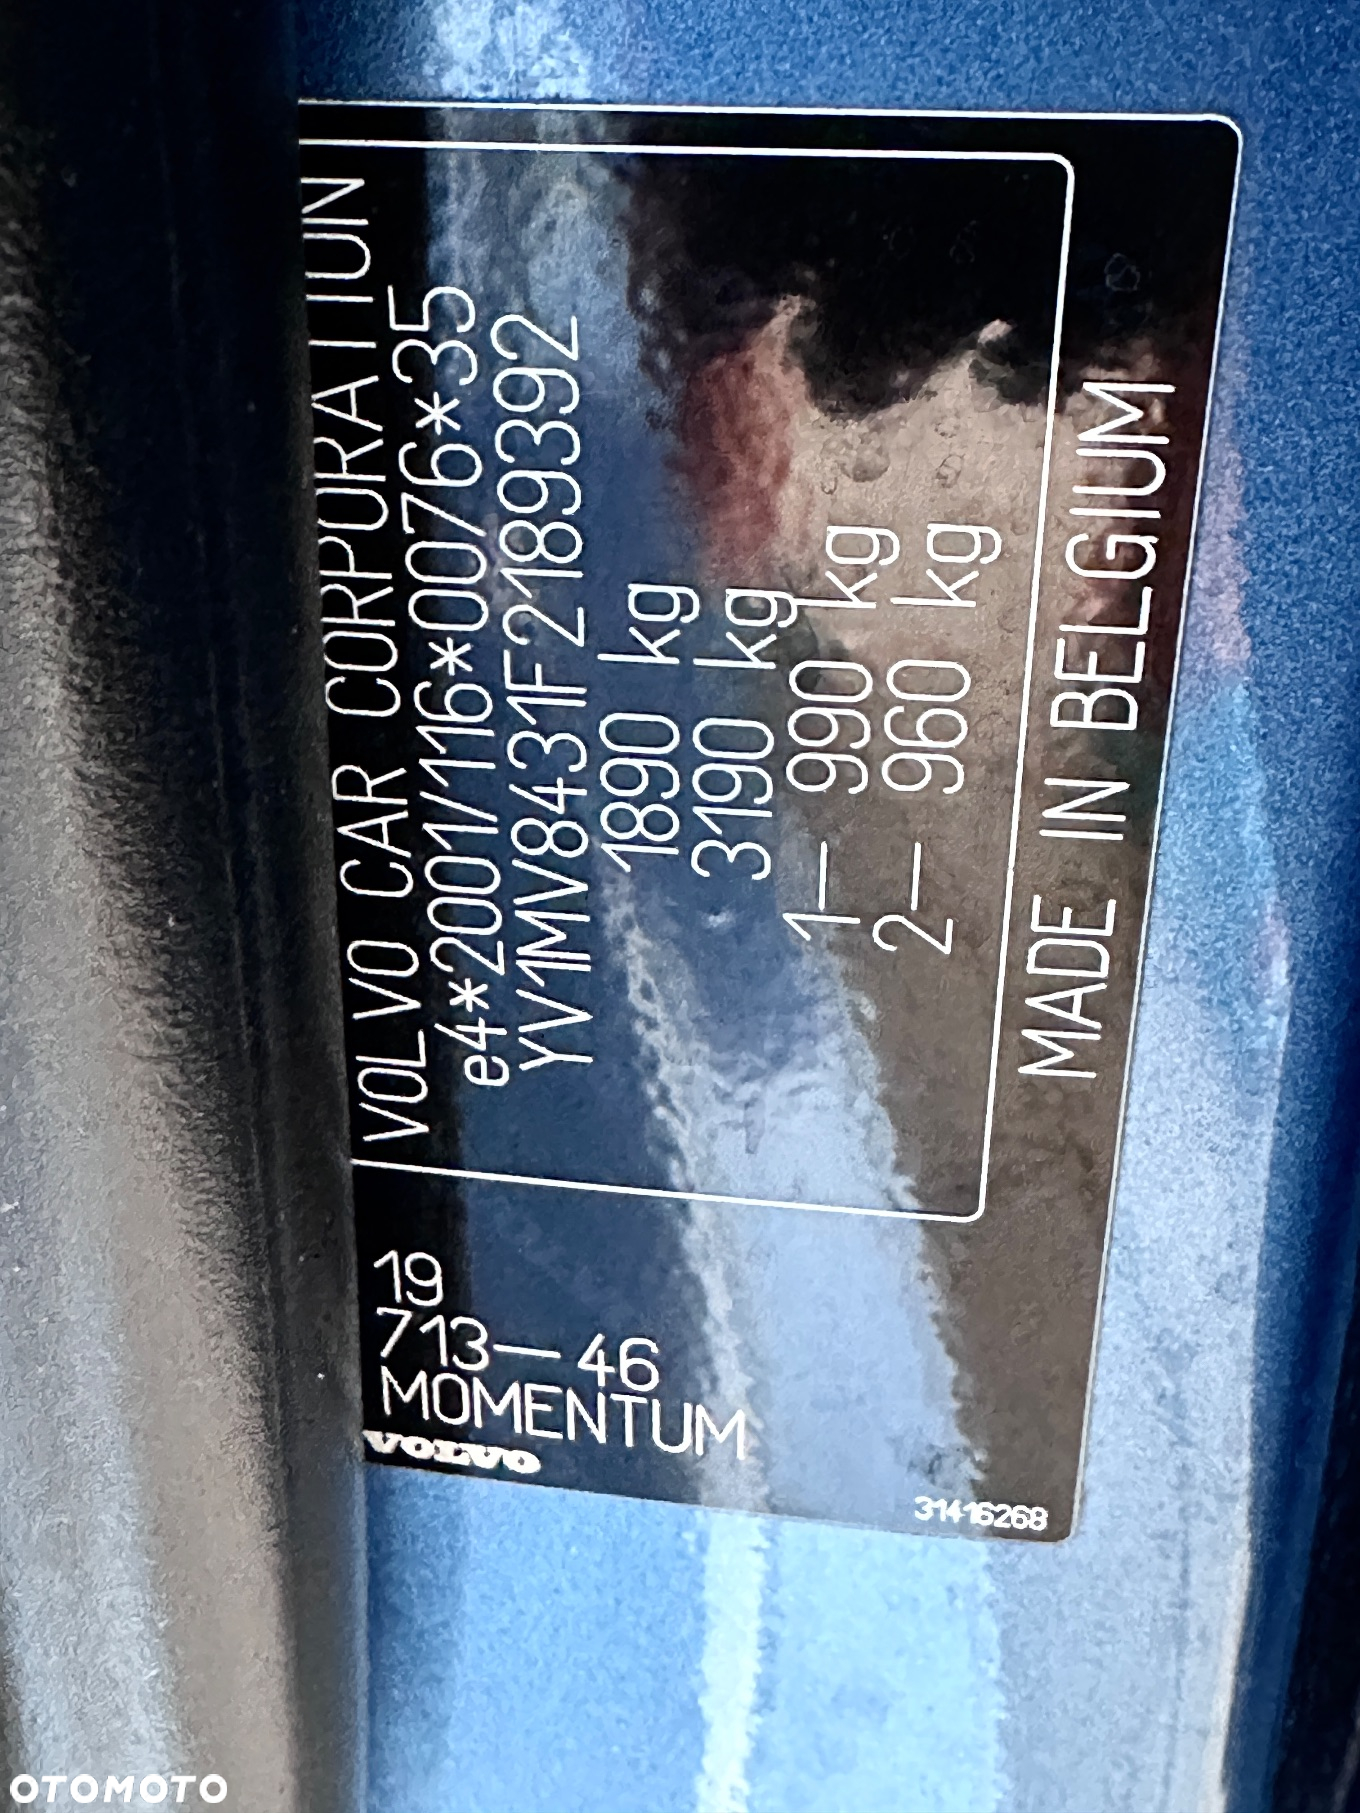 VOLVO CAR CORPORATION
e4*2001/116*0076*35
YV1MV8431F2189392
1890 kg
3190 kg
1– 990 kg
2– 960 kg
MADE IN BELGIUM
19
713–46
MOMENTUM
VOLVO
31416268
OTOMOTO